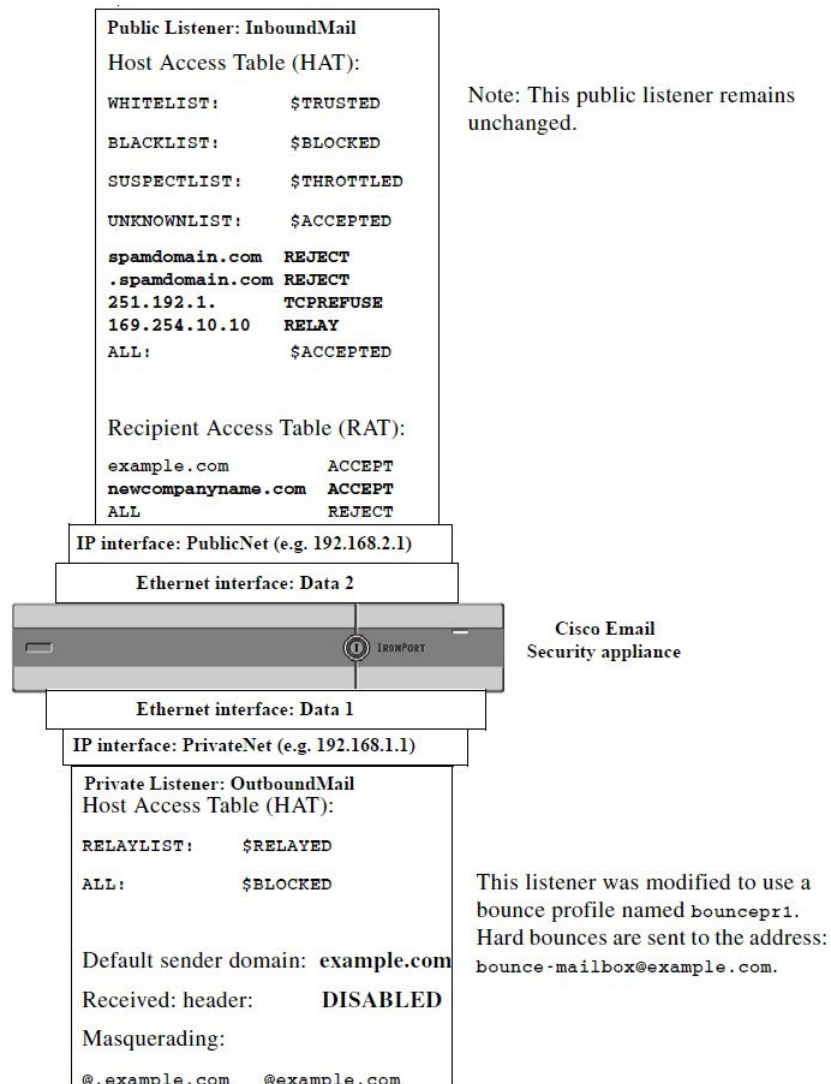 Public Listener: InboundMail
Host Access Table (HAT):
WHITELIST: $TRUSTED
BLACKLIST: $BLOCKED
SUSPECTLIST: $THROTTLED
UNKNOWNLIST: $ACCEPTED
spamdomain.com REJECT
.spamdomain.com REJECT
251.192.1. TCPREFUSE
169.254.10.10 RELAY
ALL: $ACCEPTED
Note: This public listener remains
unchanged.
Recipient Access Table (RAT):
example.com ACCEPT
newcompanyname.com ACCEPT
ALL REJECT
IP interface: PublicNet (e.g. 192.168.2.1)
Ethernet interface: Data 2
IRONPORT
Cisco Email
Security appliance
Ethernet interface: Data 1
IP interface: PrivateNet (e.g. 192.168.1.1)
Private Listener: OutboundMail
Host Access Table (HAT):
RELAYLIST: $RELAYED
ALL: $BLOCKED
This listener was modified to use a
bounce profile named bouncepr1.
Hard bounces are sent to the address:
bounce-mailbox@example.com.
Default sender domain: example.com
Received: header: DISABLED
Masquerading:
@.example.com @example.com